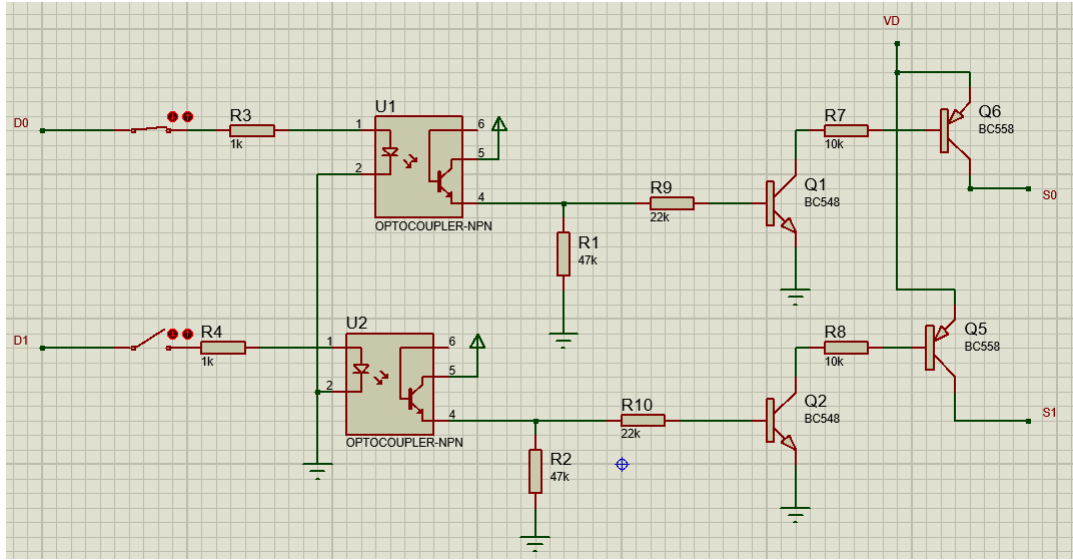 VD
D0
R3
1k
U1
1
2
6
5
4
OPTOCOUPLER-NPN
R1
47k
R9
22k
Q1
BC548
R7
10k
Q6
BC558
S0
D1
R4
1k
U2
1
2
6
5
4
OPTOCOUPLER-NPN
R2
47k
R10
22k
Q2
BC548
R8
10k
Q5
BC558
S1